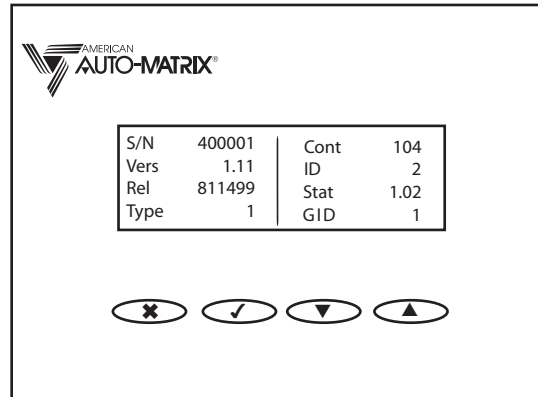 AMERICAN
AUTO-MATRIX®
S/N 400001
Vers 1.11
Rel 811499
Type 1
Cont 104
ID 2
Stat 1.02
GID 1